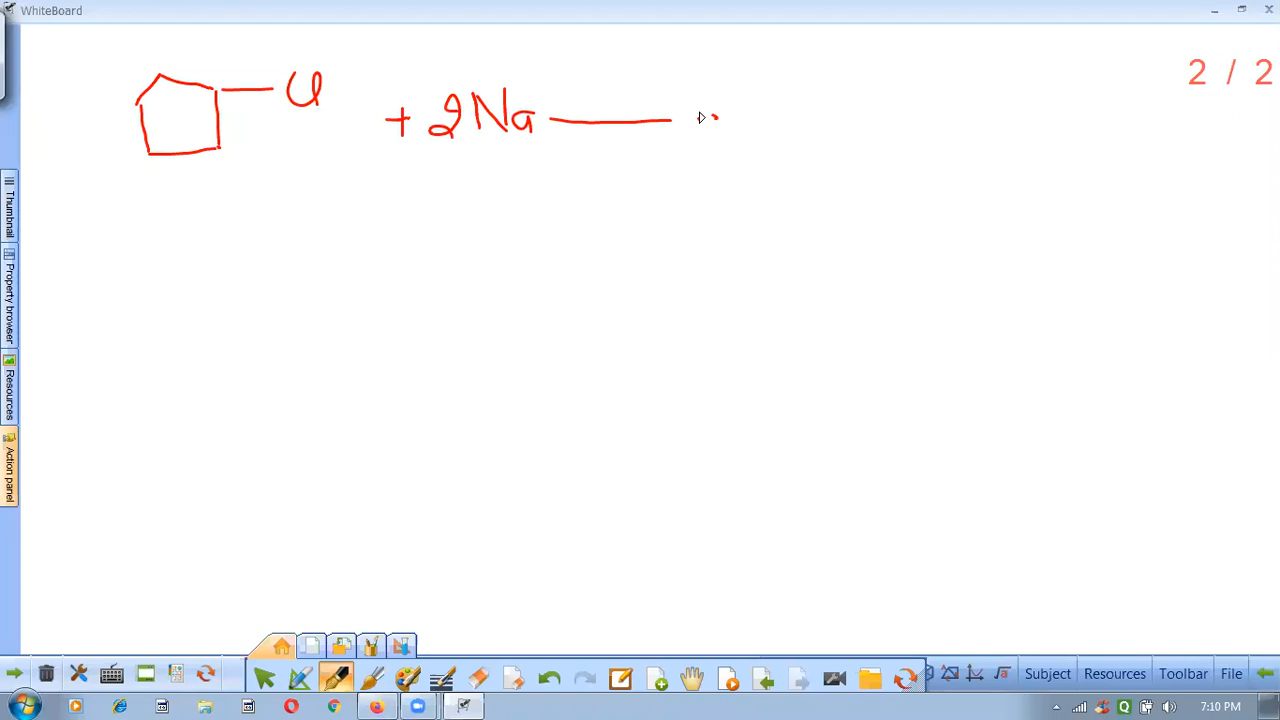 WhiteBoard
2 / 2
Cl
+ 2Na
Thumbnail
Property browser
Resources
Action panel
Subject
Resources
Toolbar
File
7:10 PM